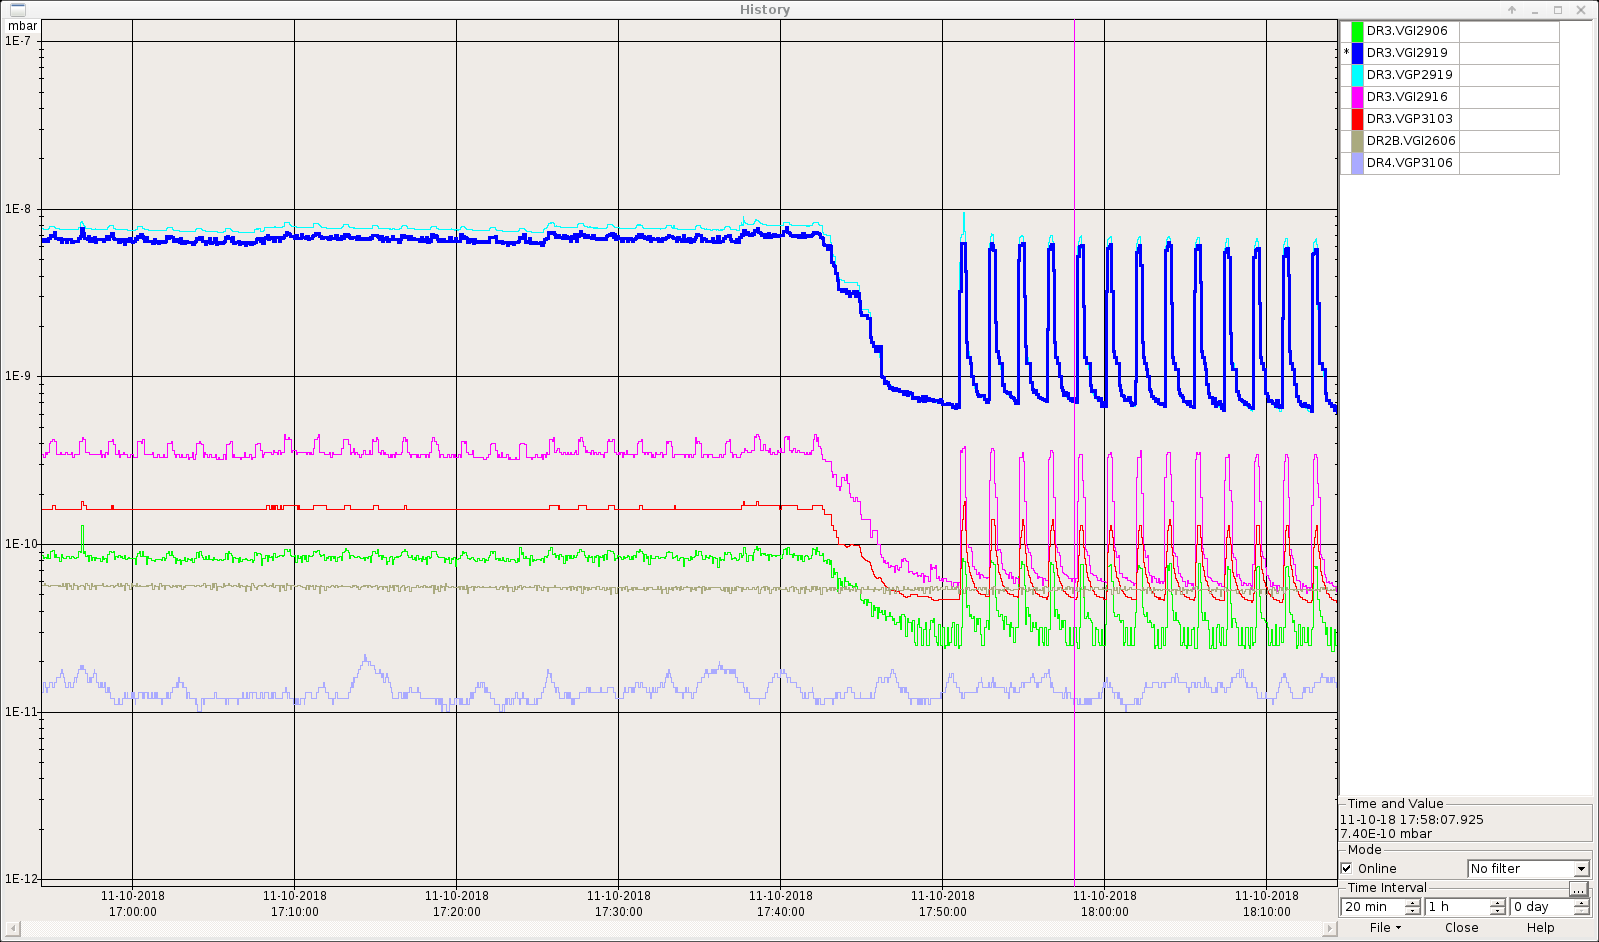 History
mbar
1E-7
1E-8
1E-9
1E-10
1E-11
1E-12
11-10-2018 11-10-2018 11-10-2018 11-10-2018 11-10-2018 11-10-2018 11-10-2018 11-10-2018
17:00:00 17:10:00 17:20:00 17:30:00 17:40:00 17:50:00 18:00:00 18:10:00
DR3.VGI2906
* DR3.VGI2919
DR3.VGP2919
DR3.VGI2916
DR3.VGP3103
DR2B.VGI2606
DR4.VGP3106
Time and Value
11-10-18 17:58:07.925
7.40E-10 mbar
Mode
Online No filter
Time Interval ...
20 min 1 h 0 day
File Close Help